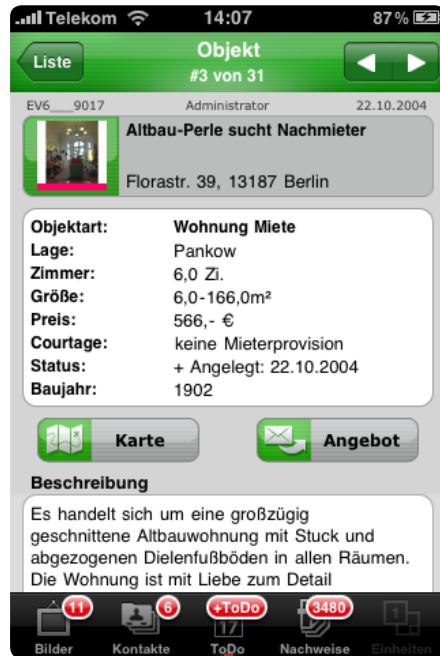 Telekom 14:07 87 %
Liste Objekt
#3 von 31
EV6___9017 Administrator 22.10.2004
Altbau-Perle sucht Nachmieter
Florastr. 39, 13187 Berlin
Objektart: Wohnung Miete
Lage: Pankow
Zimmer: 6,0 Zi.
Größe: 6,0-166,0m²
Preis: 566,- €
Courtage: keine Mieterprovision
Status: + Angelegt: 22.10.2004
Baujahr: 1902
Karte Angebot
Beschreibung
Es handelt sich um eine großzügig
geschnittene Altbauwohnung mit Stuck und
abgezogenen Dielenfußböden in allen Räumen.
Die Wohnung ist mit Liebe zum Detail
11 6 +ToDo 3480
17 1
Bilder Kontakte ToDo Nachweise Einheiten